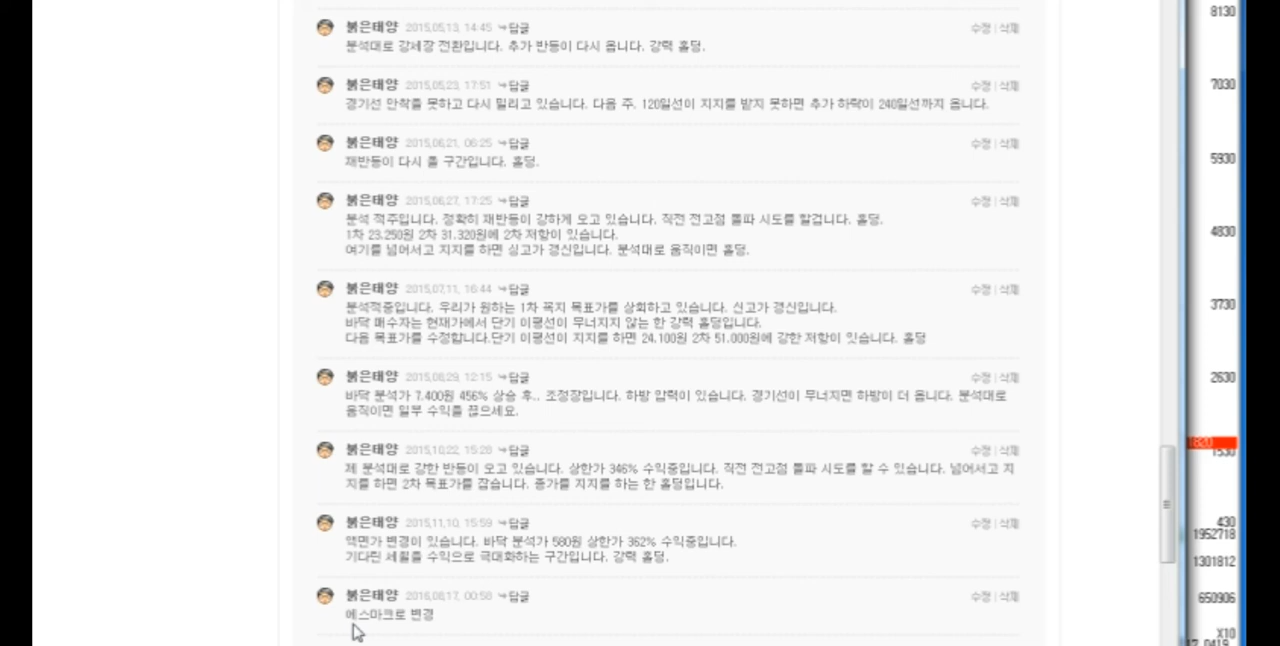 붉은태양 2015.05.13. 14:45 답글 수정 | 삭제
분석대로 강세장 전환입니다. 추가 반등이 다시 옵니다. 강력 홀딩.
붉은태양 2015.05.23. 17:51 답글 수정 | 삭제
경기선 안착을 못하고 다시 밀리고 있습니다. 다음 주, 120일선이 지지를 받지 못하면 추가 하락이 240일선까지 옵니다.
붉은태양 2015.06.21. 06:25 답글 수정 | 삭제
재반등이 다시 올 구간입니다. 홀딩.
붉은태양 2015.06.27. 17:25 답글 수정 | 삭제
분석 적주입니다. 정확히 재반등이 강하게 오고 있습니다. 직전 전고점 돌파 시도를 할겁니다. 홀딩.
1차 23.250원 2차 31.320원에 2차 저항이 있습니다.
여기를 넘어서고 지지를 하면 싱고가 갱신입니다. 분석대로 움직이면 홀딩.
붉은태양 2015.07.11. 16:44 답글 수정 | 삭제
분석적중입니다. 우리가 원하는 1차 목지 목표가를 상회하고 있습니다. 신고가 갱신입니다.
바닥 매수자는 현재가에서 단기 이평선이 무너지지 않는 한 강력 홀딩입니다.
다음 목표가를 수정합니다.단기 이평선이 지지를 하면 24.100원 2차 51.000원에 강한 저항이 있습니다. 홀딩
붉은태양 2015.08.29. 12:15 답글 수정 | 삭제
바닥 분석가 7.400원 456% 상승 후.. 조정장입니다. 하방 압력이 있습니다. 경기선이 무너지면 하방이 더 옵니다. 분석대로
움직이면 일부 수익을 끊으세요.
붉은태양 2015.10.22. 15:28 답글 수정 | 삭제
제 분석대로 강한 반등이 오고 있습니다. 상한가 346% 수익중입니다. 직전 전고점 돌파 시도를 할 수 있습니다. 넘어서고 지
지를 하면 2차 목표가를 잡습니다. 종가를 지지를 하는 한 홀딩입니다.
붉은태양 2015.11.10. 15:59 답글 수정 | 삭제
액면가 변경이 있습니다. 바닥 분석가 580원 상한가 362% 수익중입니다.
기다린 세월을 수익으로 극대화하는 구간입니다. 강력 홀딩.
붉은태양 2016.08.17. 00:58 답글 수정 | 삭제
에스마크로 변경
8130
7030
5930
4830
3730
2630
1820
1530
430
1952718
1301812
650906
X10